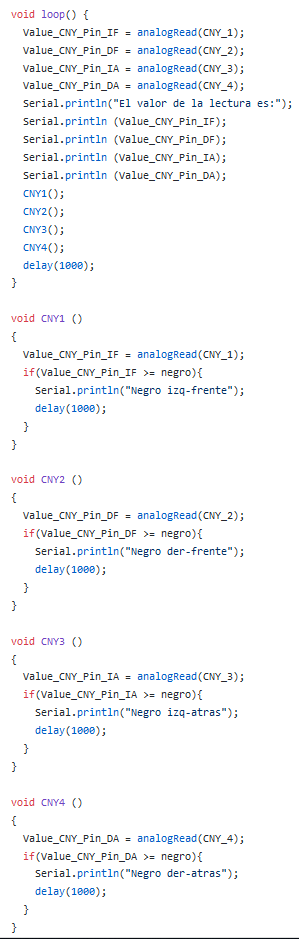 void loop() {
  Value_CNY_Pin_IF = analogRead(CNY_1);
  Value_CNY_Pin_DF = analogRead(CNY_2);
  Value_CNY_Pin_IA = analogRead(CNY_3);
  Value_CNY_Pin_DA = analogRead(CNY_4);
  Serial.println("El valor de la lectura es:");
  Serial.println (Value_CNY_Pin_IF);
  Serial.println (Value_CNY_Pin_DF);
  Serial.println (Value_CNY_Pin_IA);
  Serial.println (Value_CNY_Pin_DA);
  CNY1();
  CNY2();
  CNY3();
  CNY4();
  delay(1000);
}

void CNY1 ()
{
  Value_CNY_Pin_IF = analogRead(CNY_1);
  if(Value_CNY_Pin_IF >= negro){
    Serial.println("Negro izq-frente");
    delay(1000);
  }
}

void CNY2 ()
{
  Value_CNY_Pin_DF = analogRead(CNY_2);
  if(Value_CNY_Pin_DF >= negro){
    Serial.println("Negro der-frente");
    delay(1000);
  }
}

void CNY3 ()
{
  Value_CNY_Pin_IA = analogRead(CNY_3);
  if(Value_CNY_Pin_IA >= negro){
    Serial.println("Negro izq-atras");
    delay(1000);
  }
}

void CNY4 ()
{
  Value_CNY_Pin_DA = analogRead(CNY_4);
  if(Value_CNY_Pin_DA >= negro){
    Serial.println("Negro der-atras");
    delay(1000);
  }
}